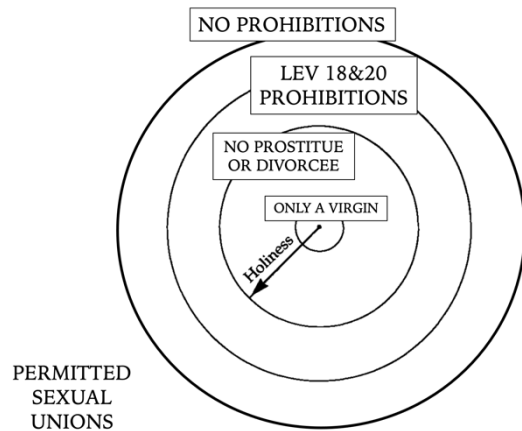 NO PROHIBITIONS
LEV 18&20
PROHIBITIONS
NO PROSTITUE
OR DIVORCEE
ONLY A VIRGIN
Holiness
PERMITTED
SEXUAL
UNIONS